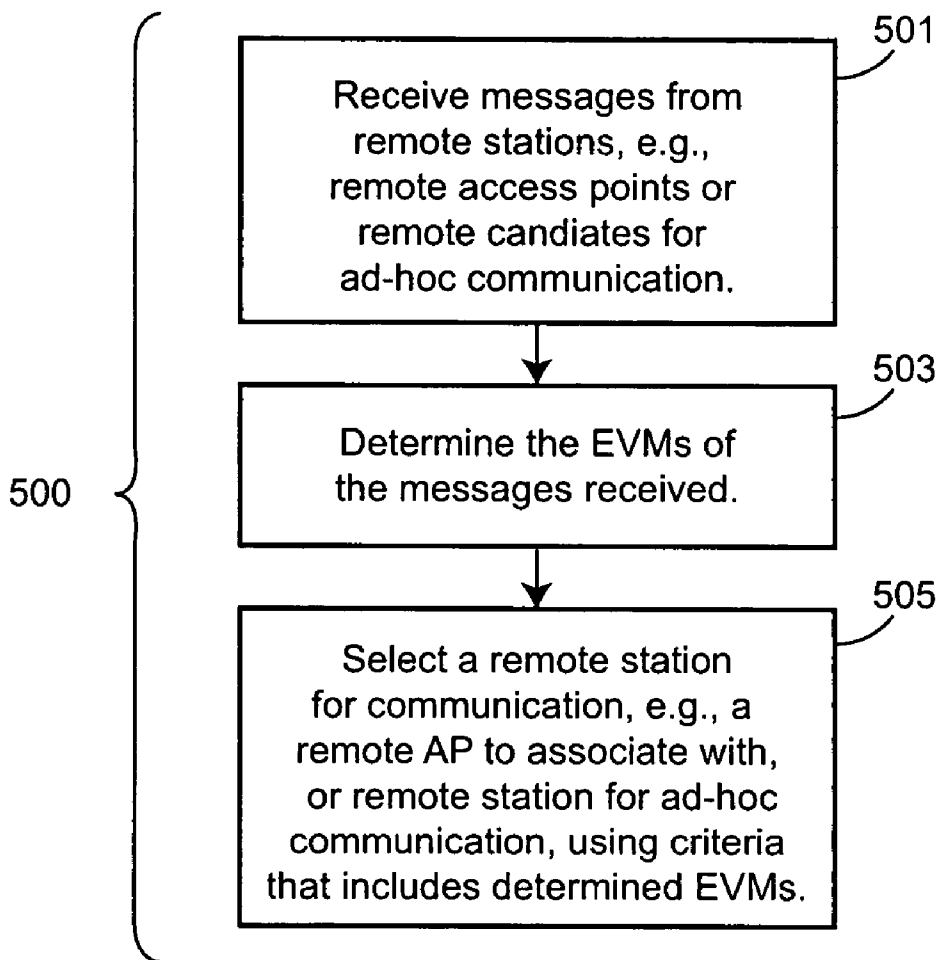 501
Receive messages from
remote stations, e.g.,
remote access points or
remote candiates for
ad-hoc communication.
503
Determine the EVMs of
the messages received.
500
505
Select a remote station
for communication, e.g., a
remote AP to associate with,
or remote station for ad-hoc
communication, using criteria
that includes determined EVMs.